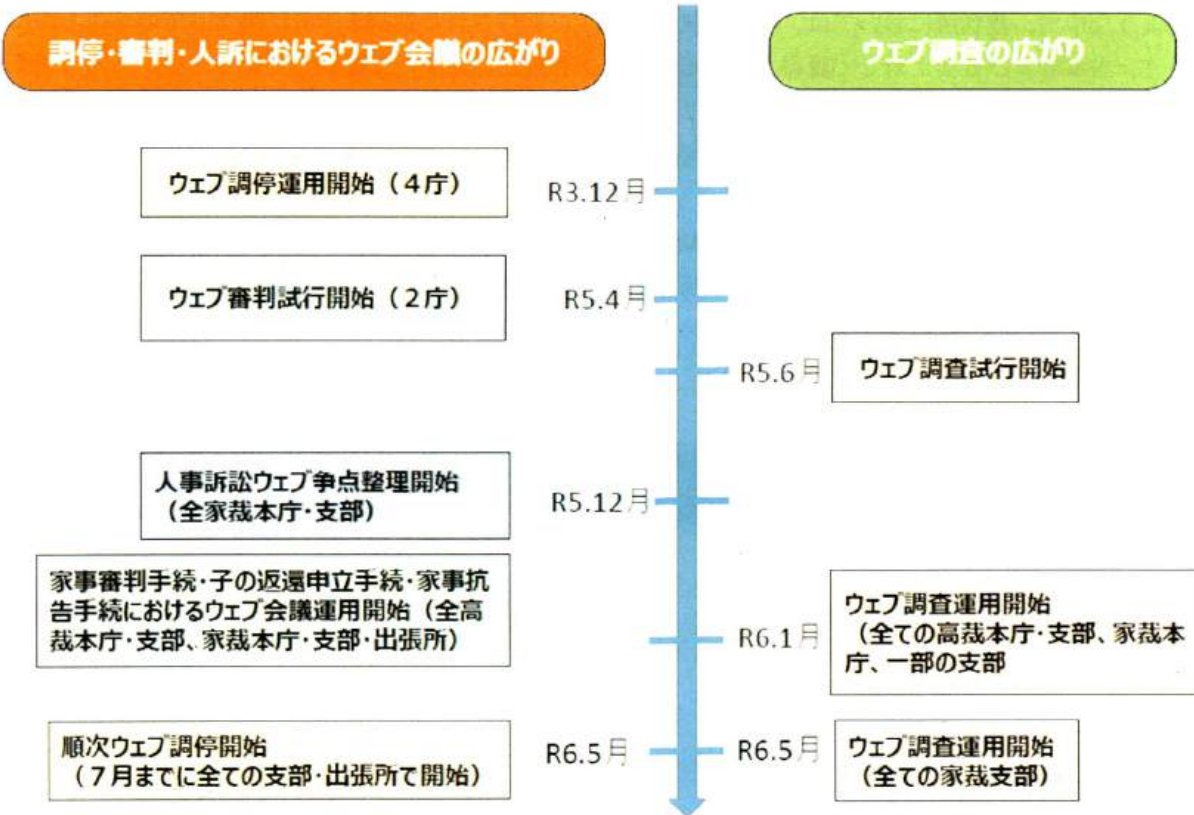 調停・審判・人訴におけるウェブ会議の広がり
ウェブ調査の広がり
ウェブ調停運用開始（４庁）
R3.12月
ウェブ審判試行開始（２庁）
R5.4月
R5.6月
ウェブ調査試行開始
人事訴訟ウェブ争点整理開始
（全家裁本庁・支部）
R5.12月
家事審判手続・子の返還申立手続・家事抗
告手続におけるウェブ会議運用開始（全高
裁本庁・支部、家裁本庁・支部・出張所）
R6.1月
ウェブ調査運用開始
（全ての高裁本庁・支部、家裁本
庁、一部の支部
順次ウェブ調停開始
（７月までに全ての支部・出張所で開始）
R6.5月
R6.5月
ウェブ調査運用開始
（全ての家裁支部）